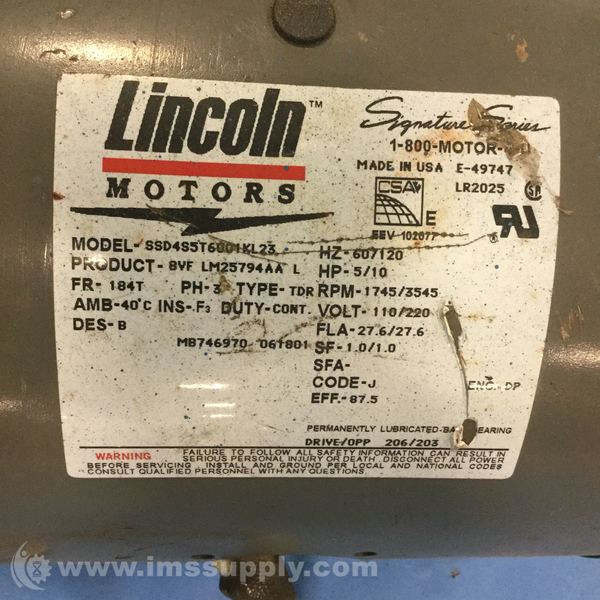 Lincoln™
MOTORS
Signature Series
1-800-MOTOR-
MADE IN USA E-49747
CSA LR2025 SA
E
EEV 102077 ® RU
MODEL- SSD4S5T6001KL23 HZ- 60/120
PRODUCT- 8VF LM25794AA L HP- 5/10
FR- 184T PH-3 TYPE- TDR RPM- 1745/3545
AMB-40°C INS-F3 DUTY-CONT. VOLT- 110/220
DES-B FLA-27.6/27.6
MB746970 061801 SF-1.0/1.0
SFA-
CODE-J ENC- DP
EFF.-87.5
PERMANENTLY LUBRICATED-BALL BEARING
DRIVE/OPP 206/203
WARNING FAILURE TO FOLLOW ALL SAFETY INFORMATION CAN RESULT IN
SERIOUS PERSONAL INJURY OR DEATH. DISCONNECT ALL POWER
BEFORE SERVICING. INSTALL AND GROUND PER LOCAL AND NATIONAL CODES
CONSULT QUALIFIED PERSONNEL WITH ANY QUESTIONS.
www.imssupply.com